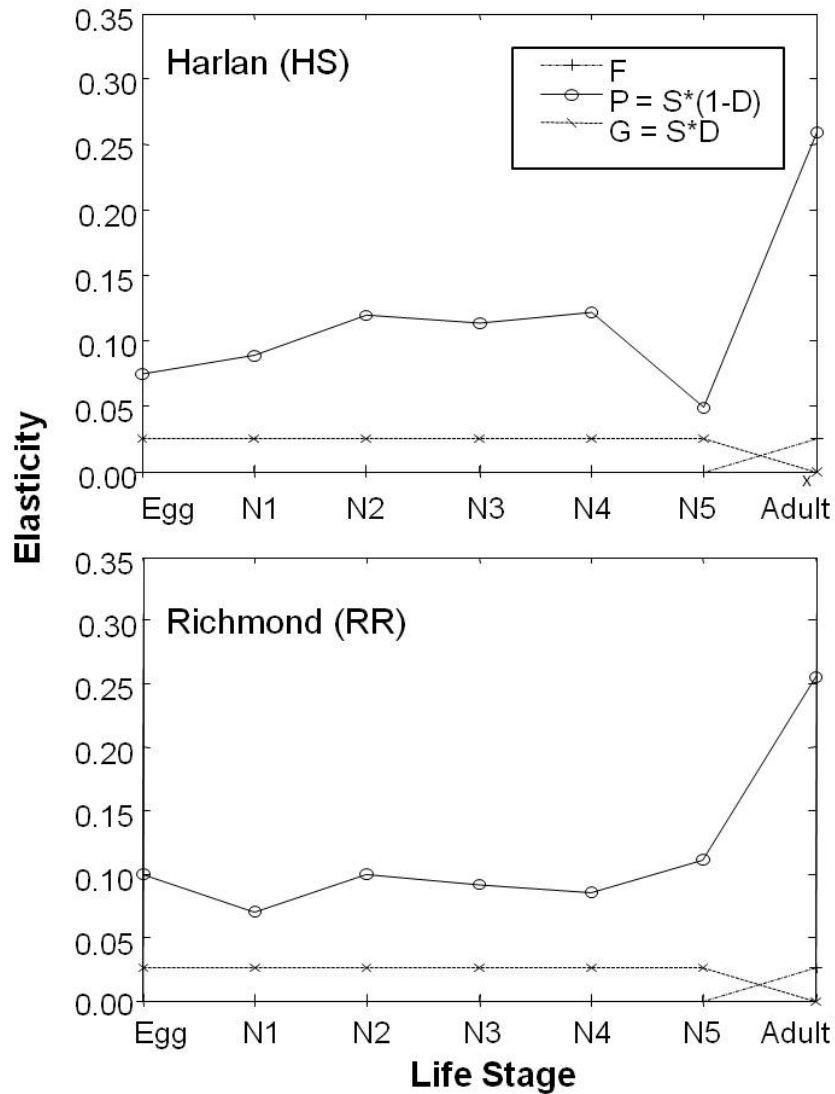 Harlan (HS)
F
P = S*(1-D)
G = S*D
0.35
0.30
0.25
0.20
0.15
0.10
0.05
0.00
x
Egg N1 N2 N3 N4 N5 Adult
Elasticity
Richmond (RR)
0.35
0.30
0.25
0.20
0.15
0.10
0.05
0.00
Egg N1 N2 N3 N4 N5 Adult
Life Stage